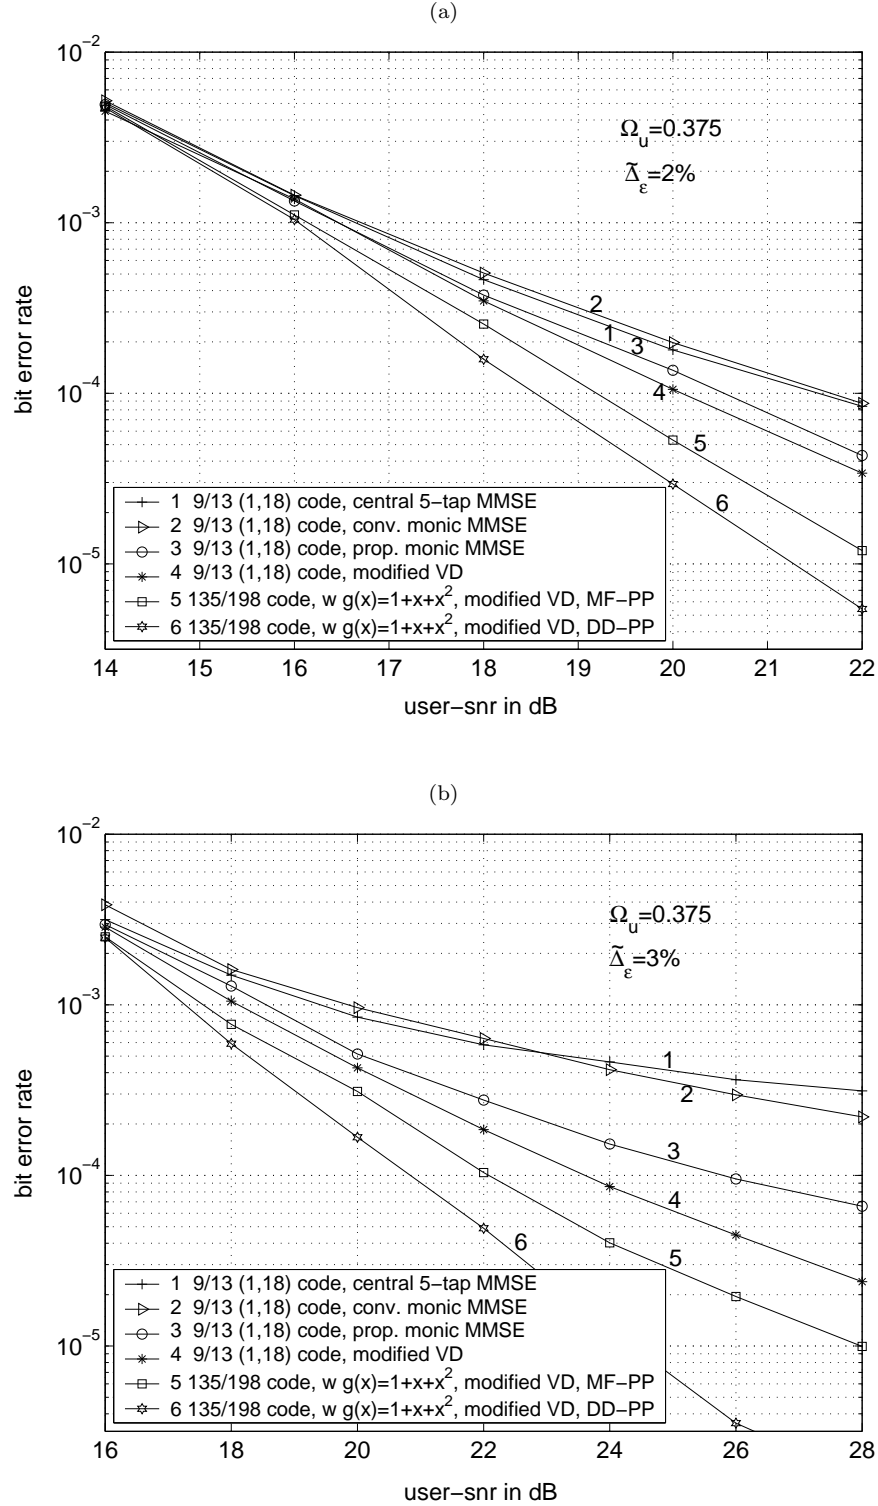 (a)
10−2
10−3
10−4
10−5
bit error rate
Ωu=0.375
Δ̃ε=2%
2
1
3
4
5
6
1 9/13 (1,18) code, central 5−tap MMSE
2 9/13 (1,18) code, conv. monic MMSE
3 9/13 (1,18) code, prop. monic MMSE
4 9/13 (1,18) code, modified VD
5 135/198 code, w g(x)=1+x+x2, modified VD, MF−PP
6 135/198 code, w g(x)=1+x+x2, modified VD, DD−PP
14 15 16 17 18 19 20 21 22
user−snr in dB
(b)
10−2
10−3
10−4
10−5
bit error rate
Ωu=0.375
Δ̃ε=3%
1
2
3
4
5
6
1 9/13 (1,18) code, central 5−tap MMSE
2 9/13 (1,18) code, conv. monic MMSE
3 9/13 (1,18) code, prop. monic MMSE
4 9/13 (1,18) code, modified VD
5 135/198 code, w g(x)=1+x+x2, modified VD, MF−PP
6 135/198 code, w g(x)=1+x+x2, modified VD, DD−PP
16 18 20 22 24 26 28
user−snr in dB